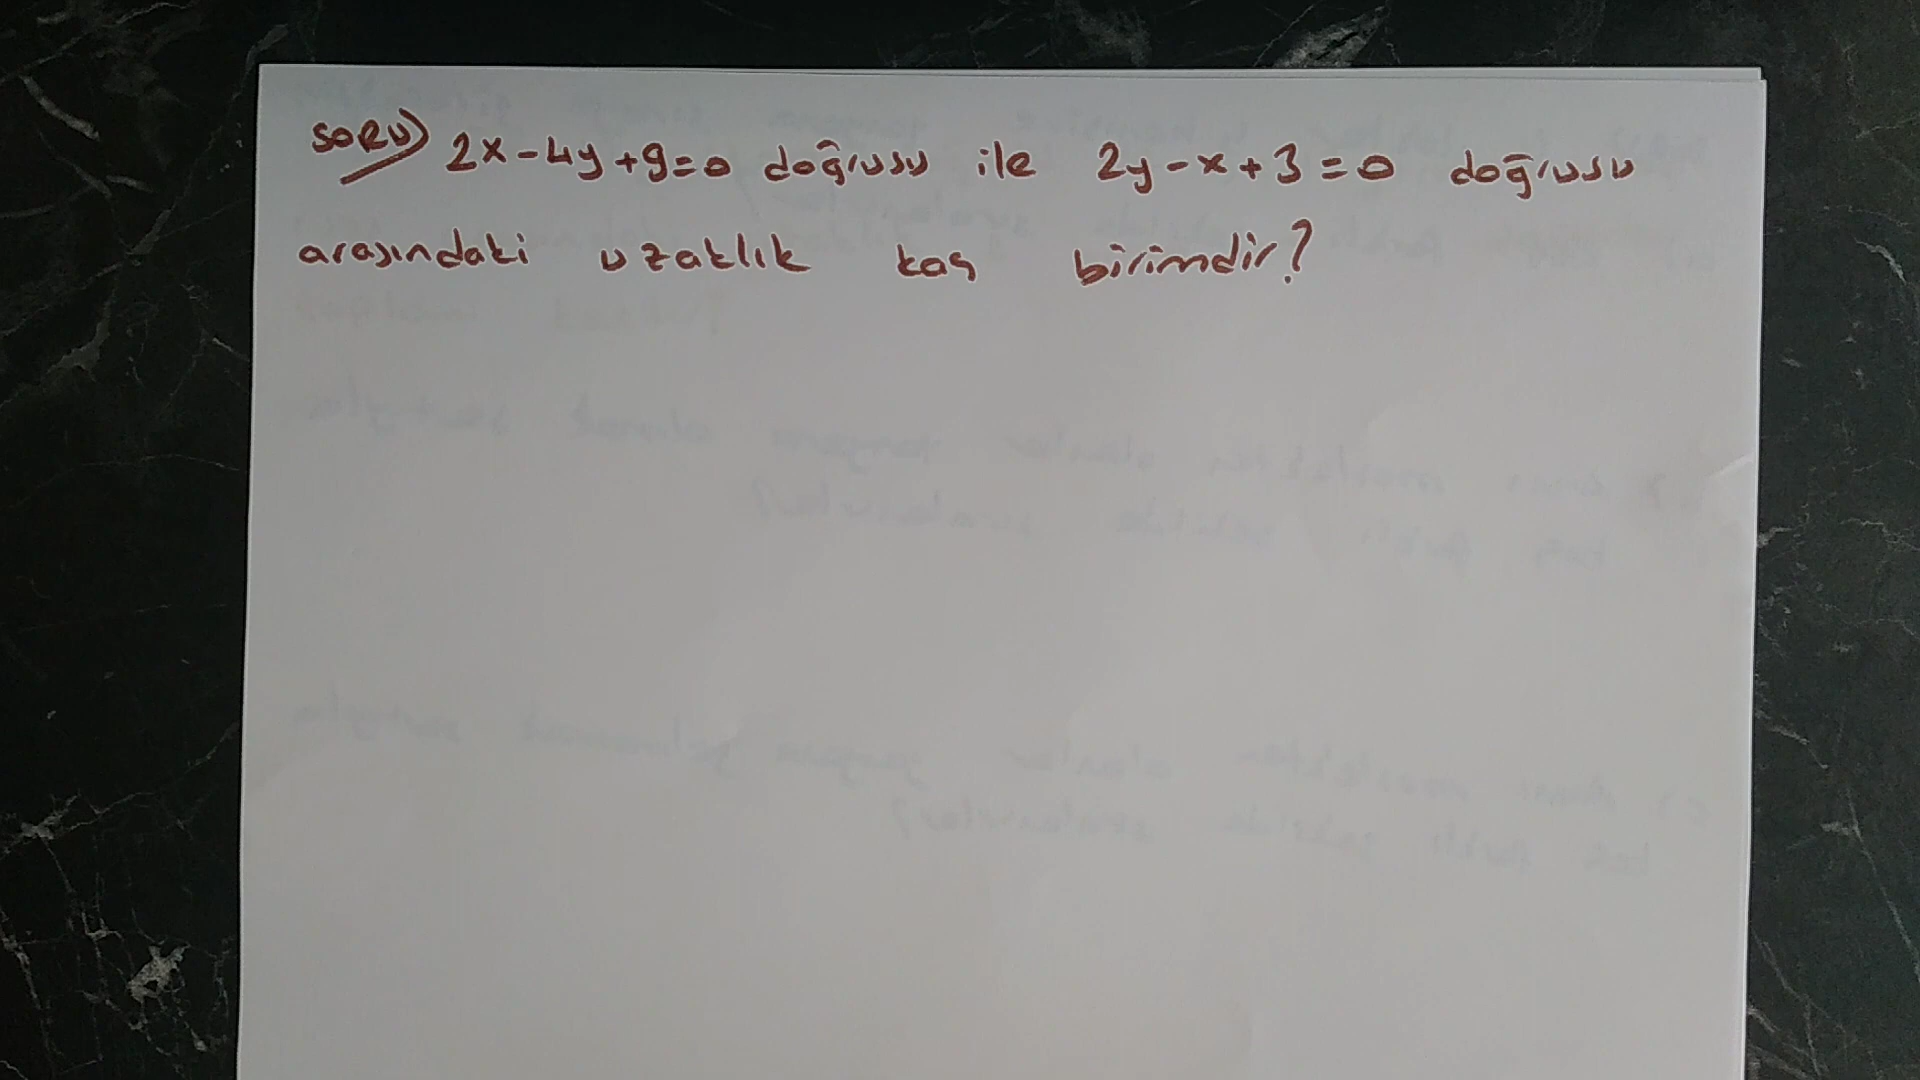 SORU) 2x-4y+9=0 doğrusu ile 2y-x+3=0 doğrusu
arasındaki uzaklık kaç birimdir?